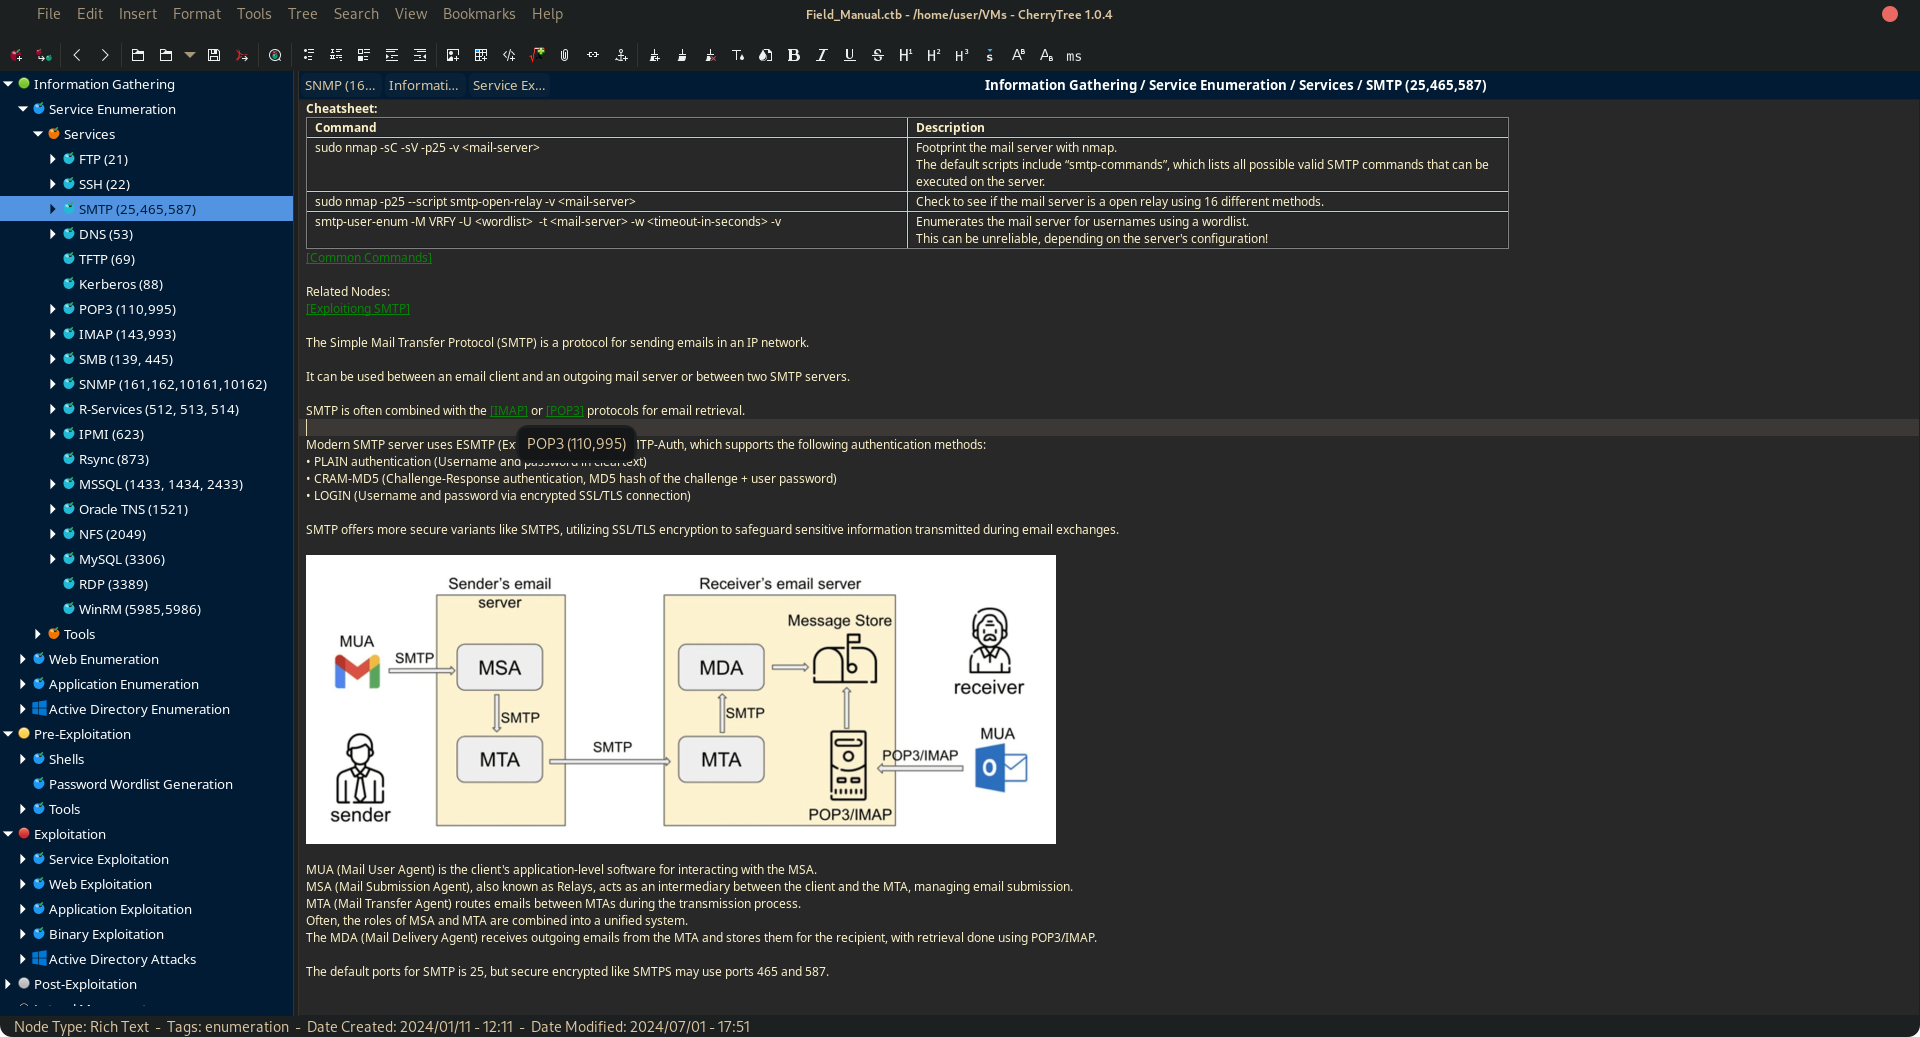 File Edit Insert Format Tools Tree Search View Bookmarks Help
Field_Manual.ctb - /home/user/VMs - CherryTree 1.0.4
B I U S H¹ H² H³ s ms
Information Gathering
Service Enumeration
Services
FTP (21)
SSH (22)
SMTP (25,465,587)
DNS (53)
TFTP (69)
Kerberos (88)
POP3 (110,995)
IMAP (143,993)
SMB (139, 445)
SNMP (161,162,10161,10162)
R-Services (512, 513, 514)
IPMI (623)
Rsync (873)
MSSQL (1433, 1434, 2433)
Oracle TNS (1521)
NFS (2049)
MySQL (3306)
RDP (3389)
WinRM (5985,5986)
Tools
Web Enumeration
Application Enumeration
Active Directory Enumeration
Pre-Exploitation
Shells
Password Wordlist Generation
Tools
Exploitation
Service Exploitation
Web Exploitation
Application Exploitation
Binary Exploitation
Active Directory Attacks
Post-Exploitation
SNMP (16... Informati... Service Ex...
Information Gathering / Service Enumeration / Services / SMTP (25,465,587)
Cheatsheet:
Command Description
sudo nmap -sC -sV -p25 -v <mail-server> Footprint the mail server with nmap.
The default scripts include “smtp-commands”, which lists all possible valid SMTP commands that can be
executed on the server.
sudo nmap -p25 --script smtp-open-relay -v <mail-server> Check to see if the mail server is a open relay using 16 different methods.
smtp-user-enum -M VRFY -U <wordlist>  -t <mail-server> -w <timeout-in-seconds> -v Enumerates the mail server for usernames using a wordlist.
This can be unreliable, depending on the server's configuration!
[Common Commands]
Related Nodes:
[Exploitiong SMTP]
The Simple Mail Transfer Protocol (SMTP) is a protocol for sending emails in an IP network.
It can be used between an email client and an outgoing mail server or between two SMTP servers.
SMTP is often combined with the [IMAP] or [POP3] protocols for email retrieval.
Modern SMTP server uses ESMTP (Ex MTP-Auth, which supports the following authentication methods:
POP3 (110,995)
• PLAIN authentication (Username and password in cleartext)
• CRAM-MD5 (Challenge-Response authentication, MD5 hash of the challenge + user password)
• LOGIN (Username and password via encrypted SSL/TLS connection)
SMTP offers more secure variants like SMTPS, utilizing SSL/TLS encryption to safeguard sensitive information transmitted during email exchanges.
Sender’s email
server
Receiver’s email server
Message Store
MUA
SMTP
MSA
MDA
receiver
SMTP
SMTP
MTA
SMTP
MTA
MUA
POP3/IMAP
sender
POP3/IMAP
MUA (Mail User Agent) is the client's application-level software for interacting with the MSA.
MSA (Mail Submission Agent), also known as Relays, acts as an intermediary between the client and the MTA, managing email submission.
MTA (Mail Transfer Agent) routes emails between MTAs during the transmission process.
Often, the roles of MSA and MTA are combined into a unified system.
The MDA (Mail Delivery Agent) receives outgoing emails from the MTA and stores them for the recipient, with retrieval done using POP3/IMAP.
The default ports for SMTP is 25, but secure encrypted like SMTPS may use ports 465 and 587.
Node Type: Rich Text  -  Tags: enumeration  -  Date Created: 2024/01/11 - 12:11  -  Date Modified: 2024/07/01 - 17:51